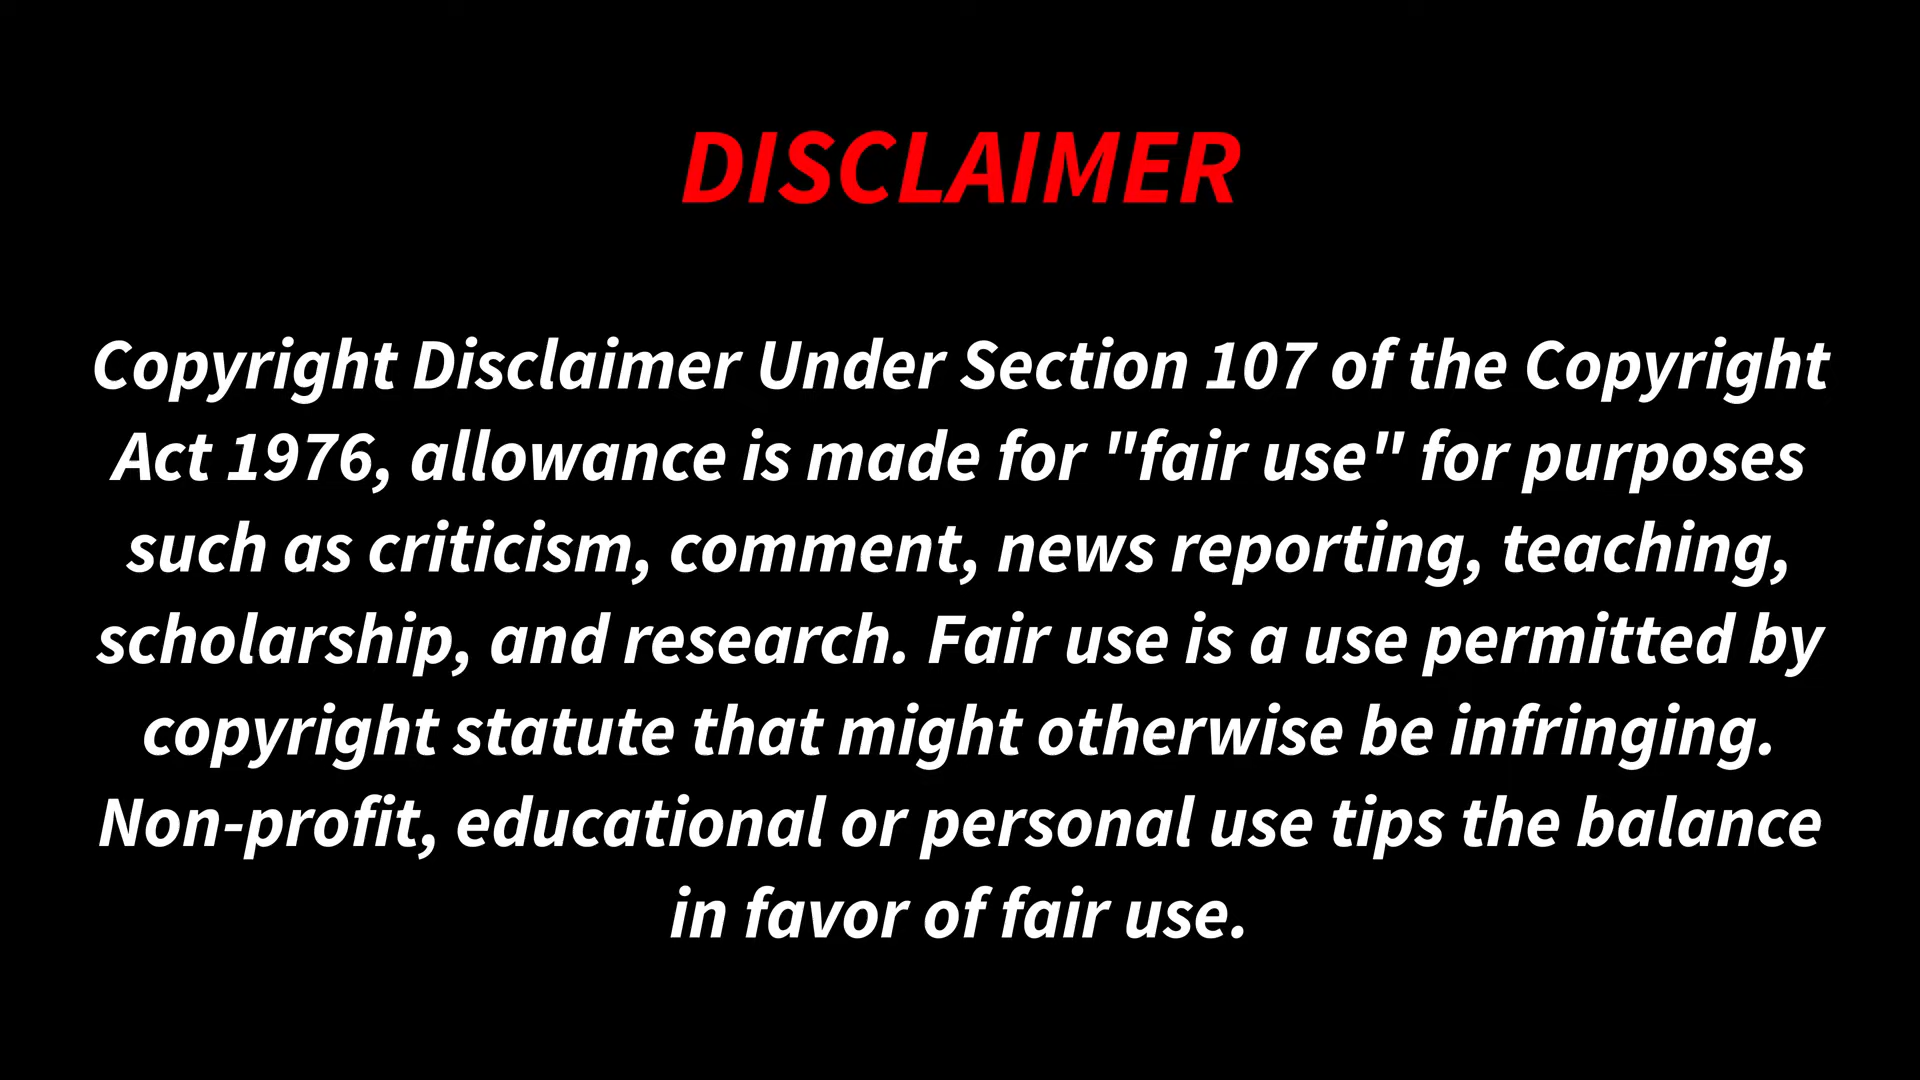 DISCLAIMER
Copyright Disclaimer Under Section 107 of the Copyright
Act 1976, allowance is made for "fair use" for purposes
such as criticism, comment, news reporting, teaching,
scholarship, and research. Fair use is a use permitted by
copyright statute that might otherwise be infringing.
Non-profit, educational or personal use tips the balance
in favor of fair use.